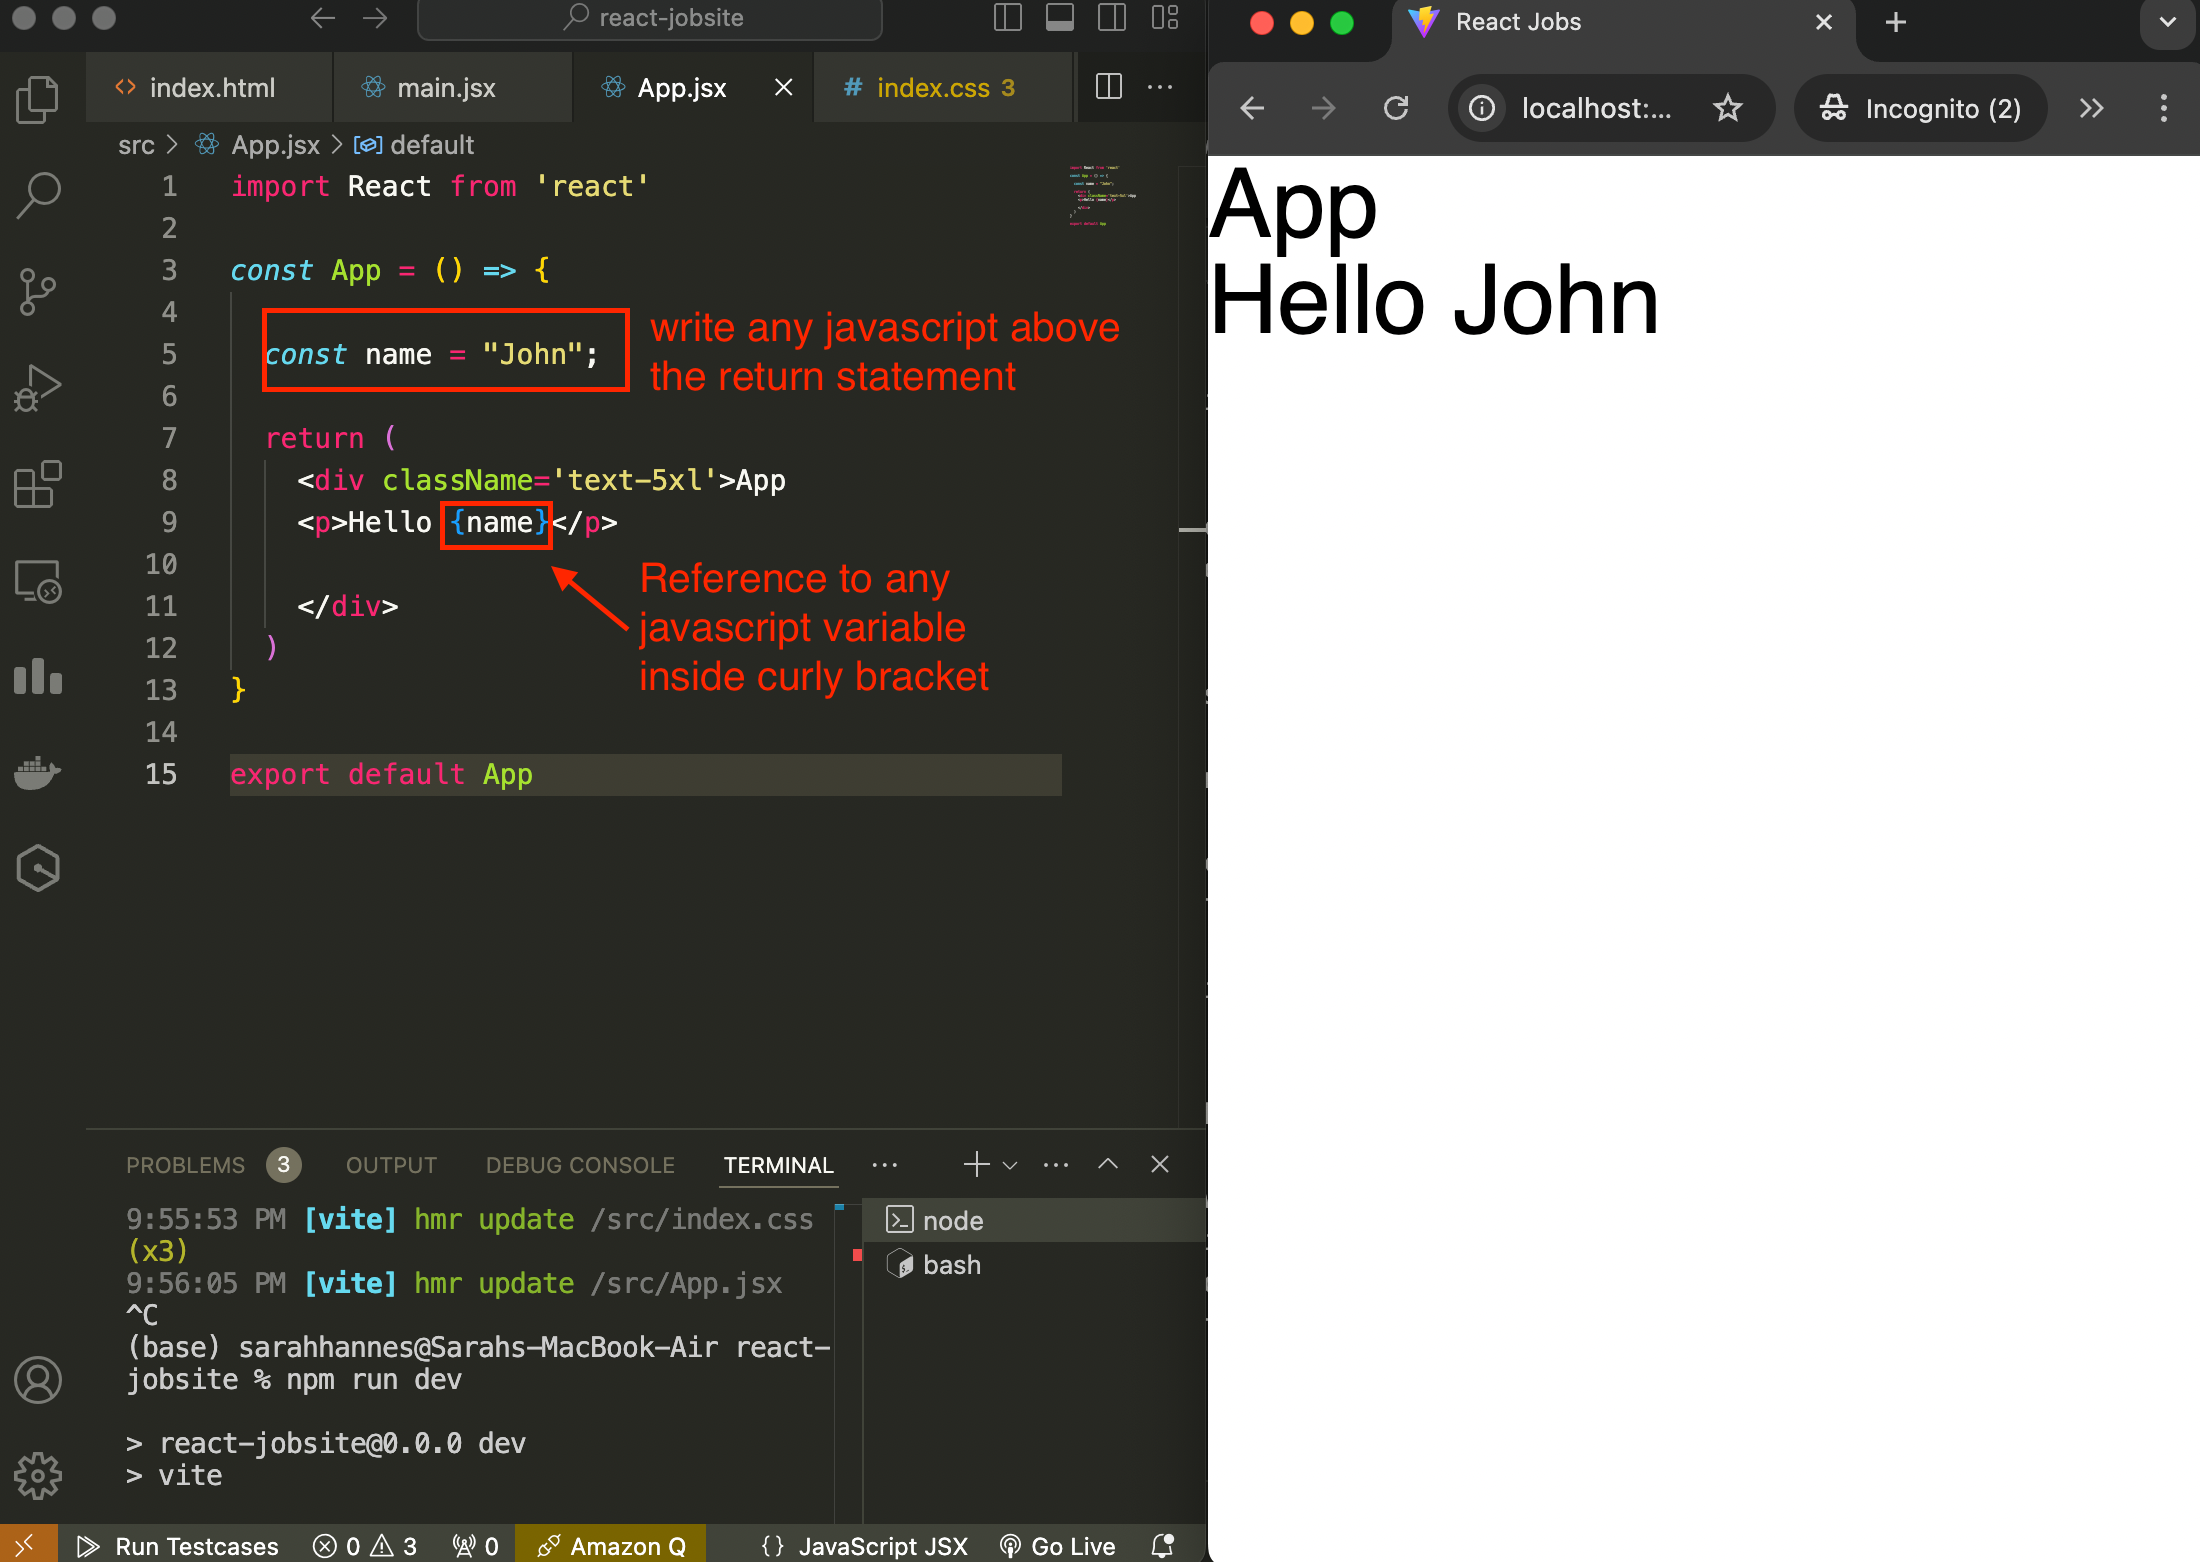 react-jobsite
index.html
main.jsx
App.jsx
# index.css 3
src > App.jsx > default
1 import React from 'react'
2
3 const App = () => {
4
5 const name = "John";
6
7 return (
8 <div className='text-5xl'>App
9 <p>Hello {name}</p>
10
11 </div>
12 )
13 }
14
15 export default App
write any javascript above
the return statement
Reference to any
javascript variable
inside curly bracket
PROBLEMS 3 OUTPUT DEBUG CONSOLE TERMINAL
9:55:53 PM [vite] hmr update /src/index.css
(x3)
9:56:05 PM [vite] hmr update /src/App.jsx
^C
(base) sarahhannes@Sarahs-MacBook-Air react-
jobsite % npm run dev
> react-jobsite@0.0.0 dev
> vite
node
bash
Run Testcases 0 3 0 Amazon Q {} JavaScript JSX Go Live
React Jobs
localhost:...
Incognito (2)
App
Hello John